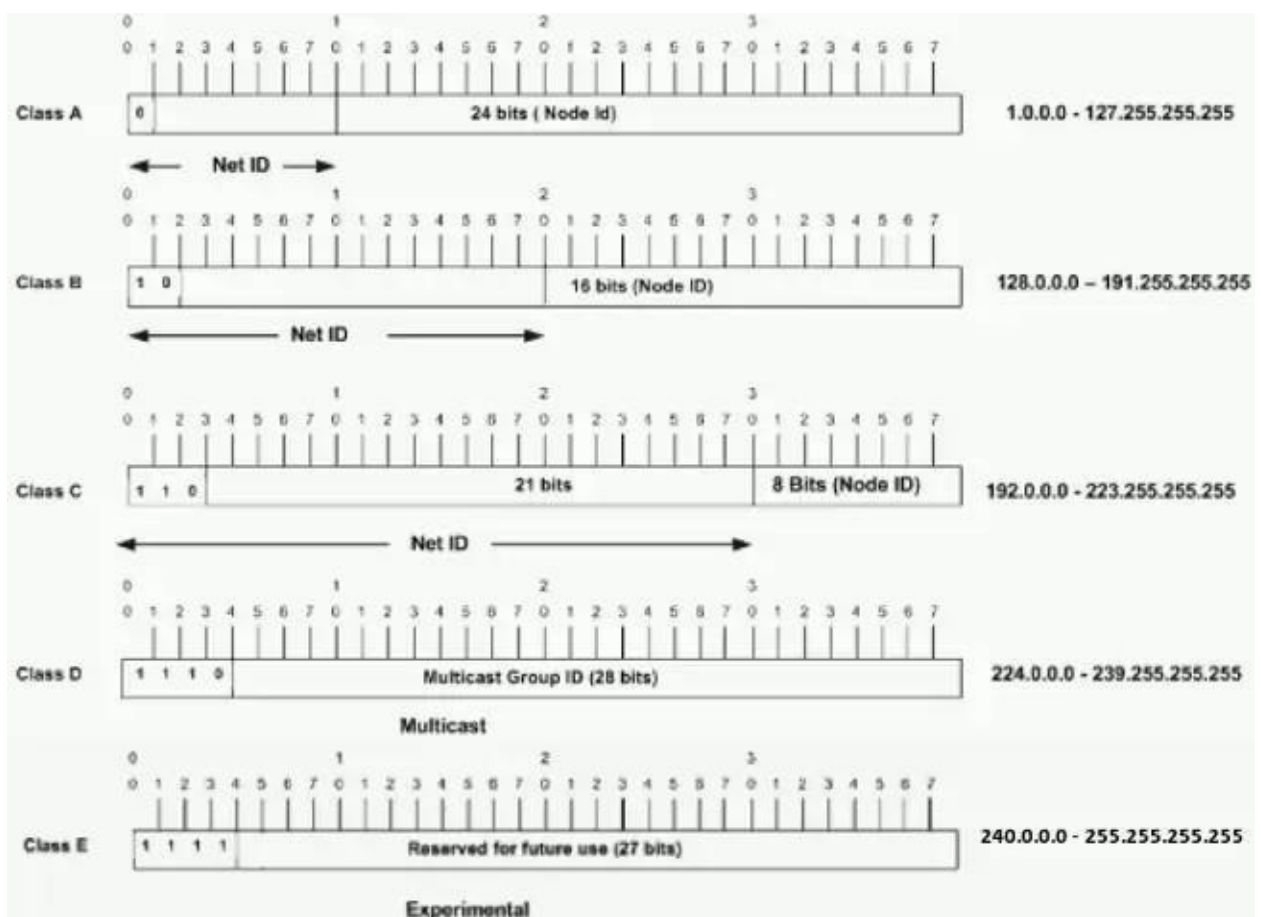 0 1 2 3
0 1 2 3 4 5 6 7 0 1 2 3 4 5 6 7 0 1 2 3 4 5 6 7 0 1 2 3 4 5 6 7
Class A 0 24 bits ( Node Id) 1.0.0.0 - 127.255.255.255
Net ID
0 1 2 3
0 1 2 3 4 5 6 7 0 1 2 3 4 5 6 7 0 1 2 3 4 5 6 7 0 1 2 3 4 5 6 7
Class B 1 0 16 bits (Node ID) 128.0.0.0 – 191.255.255.255
Net ID
0 1 2 3
0 1 2 3 4 5 6 7 0 1 2 3 4 5 6 7 0 1 2 3 4 5 6 7 0 1 2 3 4 5 6 7
Class C 1 1 0 21 bits 8 Bits (Node ID) 192.0.0.0 - 223.255.255.255
Net ID
0 1 2 3
0 1 2 3 4 5 6 7 0 1 2 3 4 5 6 7 0 1 2 3 4 5 6 7 0 1 2 3 4 5 6 7
Class D 1 1 1 0 Multicast Group ID (28 bits) 224.0.0.0 - 239.255.255.255
Multicast
0 1 2 3
0 1 2 3 4 5 6 7 0 1 2 3 4 5 6 7 0 1 2 3 4 5 6 7 0 1 2 3 4 5 6 7
Class E 1 1 1 1 Reserved for future use (27 bits) 240.0.0.0 - 255.255.255.255
Experimental